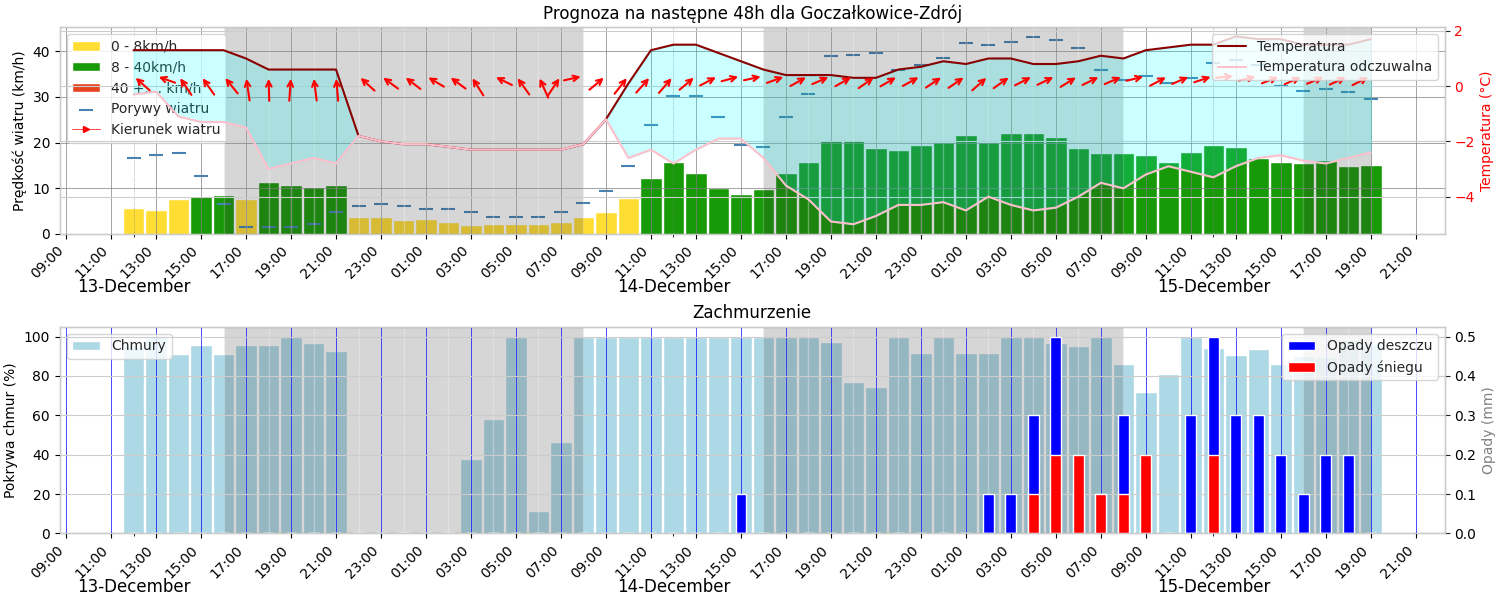 Prognoza na następne 48h dla Goczałkowice-Zdrój
Prędkość wiatru (km/h)
40
30
20
10
0
0 - 8km/h
8 - 40km/h
40 + ... km/h
Porywy wiatru
Kierunek wiatru
Temperatura
Temperatura odczuwalna
2
0
−2
−4
Temperatura (°C)
09:00 11:00 13:00 15:00 17:00 19:00 21:00 23:00 01:00 03:00 05:00 07:00 09:00 11:00 13:00 15:00 17:00 19:00 21:00 23:00 01:00 03:00 05:00 07:00 09:00 11:00 13:00 15:00 17:00 19:00 21:00
13-December 14-December 15-December
Zachmurzenie
Pokrywa chmur (%)
100
80
60
40
20
0
Chmury
Opady deszczu
Opady śniegu
0.5
0.4
0.3
0.2
0.1
0.0
Opady (mm)
09:00 11:00 13:00 15:00 17:00 19:00 21:00 23:00 01:00 03:00 05:00 07:00 09:00 11:00 13:00 15:00 17:00 19:00 21:00 23:00 01:00 03:00 05:00 07:00 09:00 11:00 13:00 15:00 17:00 19:00 21:00
13-December 14-December 15-December